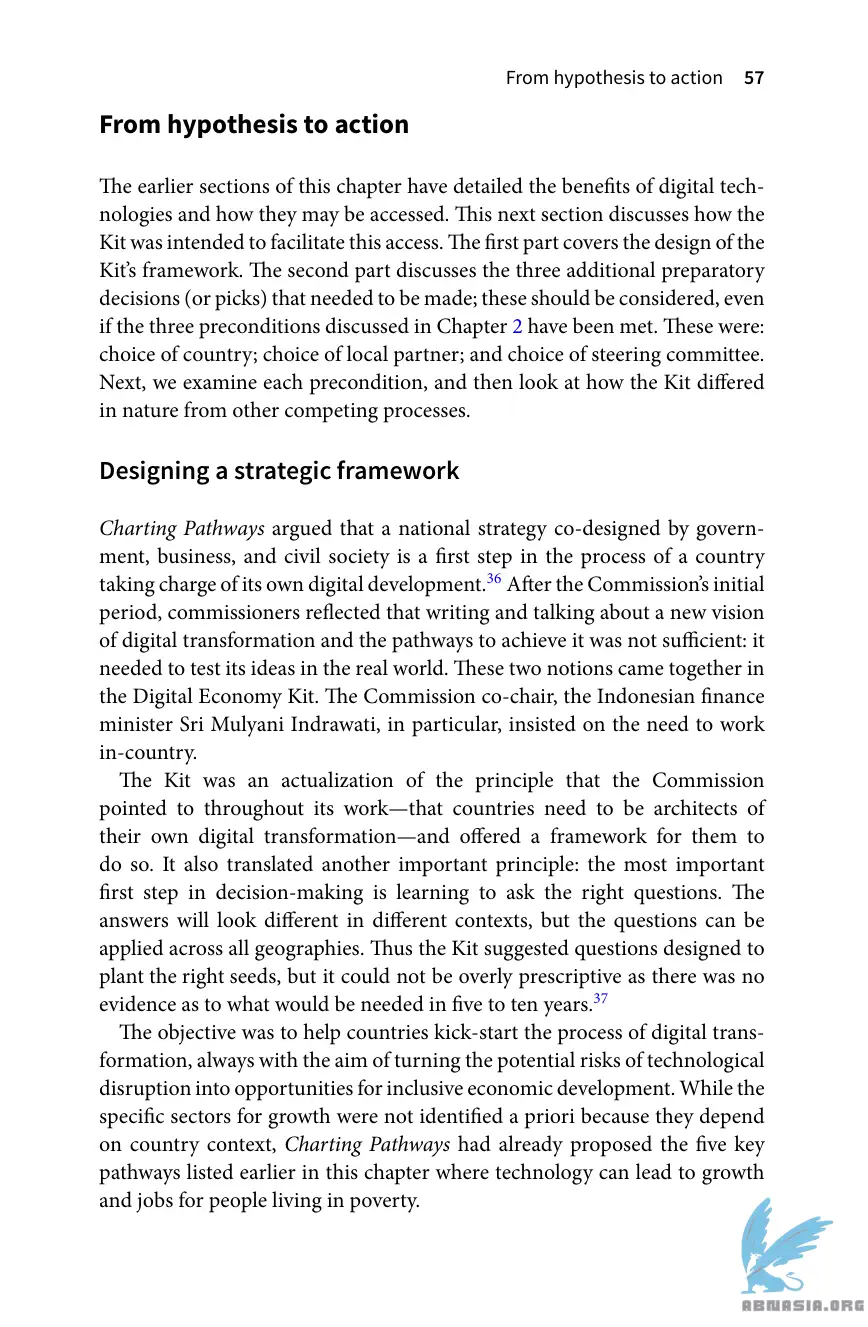 From hypothesis to action 57
From hypothesis to action
The earlier sections of this chapter have detailed the benefits of digital tech-
nologies and how they may be accessed. This next section discusses how the
Kit was intended to facilitate this access. The first part covers the design of the
Kit’s framework. The second part discusses the three additional preparatory
decisions (or picks) that needed to be made; these should be considered, even
if the three preconditions discussed in Chapter 2 have been met. These were:
choice of country; choice of local partner; and choice of steering committee.
Next, we examine each precondition, and then look at how the Kit differed
in nature from other competing processes.
Designing a strategic framework
Charting Pathways argued that a national strategy co-designed by govern-
ment, business, and civil society is a first step in the process of a country
taking charge of its own digital development.36 After the Commission’s initial
period, commissioners reflected that writing and talking about a new vision
of digital transformation and the pathways to achieve it was not sufficient: it
needed to test its ideas in the real world. These two notions came together in
the Digital Economy Kit. The Commission co-chair, the Indonesian finance
minister Sri Mulyani Indrawati, in particular, insisted on the need to work
in-country.
The Kit was an actualization of the principle that the Commission
pointed to throughout its work—that countries need to be architects of
their own digital transformation—and offered a framework for them to
do so. It also translated another important principle: the most important
first step in decision-making is learning to ask the right questions. The
answers will look different in different contexts, but the questions can be
applied across all geographies. Thus the Kit suggested questions designed to
plant the right seeds, but it could not be overly prescriptive as there was no
evidence as to what would be needed in five to ten years.37
The objective was to help countries kick-start the process of digital trans-
formation, always with the aim of turning the potential risks of technological
disruption into opportunities for inclusive economic development. While the
specific sectors for growth were not identified a priori because they depend
on country context, Charting Pathways had already proposed the five key
pathways listed earlier in this chapter where technology can lead to growth
and jobs for people living in poverty.
ABNASIA.ORG